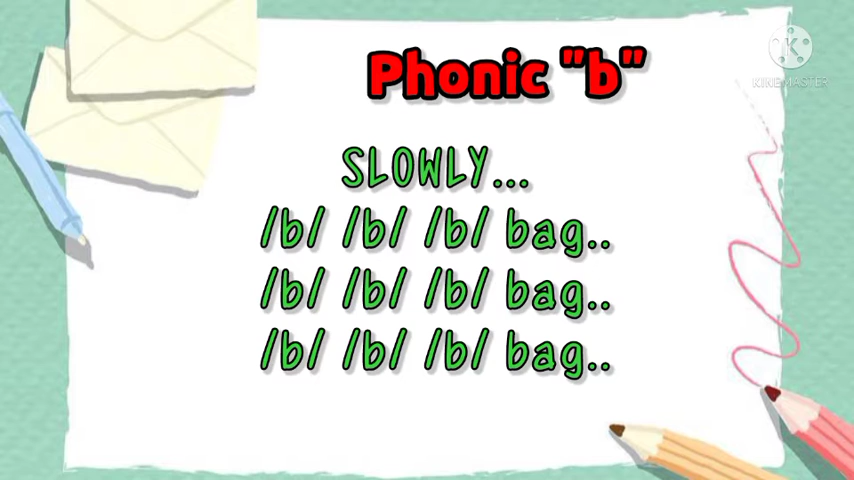 Phonic "b"
KINEMASTER
SLOWLY...
/b/ /b/ /b/ bag..
/b/ /b/ /b/ bag..
/b/ /b/ /b/ bag..